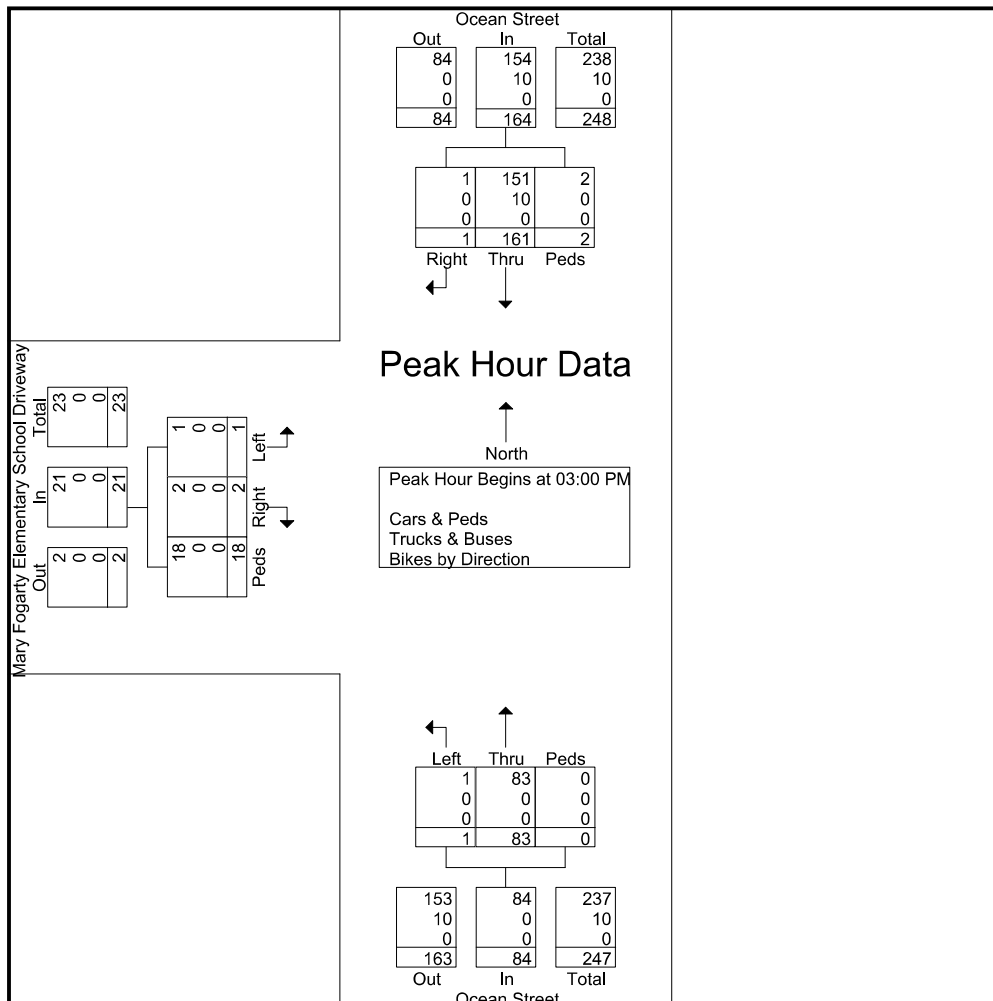 Ocean Street
Out In Total
84 154 238
0 10 10
0 0 0
84 164 248
1 151 2
0 10 0
0 0 0
1 161 2
Right Thru Peds
Peak Hour Data
North
Peak Hour Begins at 03:00 PM
Cars & Peds
Trucks & Buses
Bikes by Direction
Mary Fogarty Elementary School Driveway
Out In Total
2 21 23
0 0 0
0 0 0
2 21 23
18 2 1
0 0 0
0 0 0
18 2 1
Peds Right Left
Left Thru Peds
1 83 0
0 0 0
0 0 0
1 83 0
153 84 237
10 0 10
0 0 0
163 84 247
Out In Total
Ocean Street